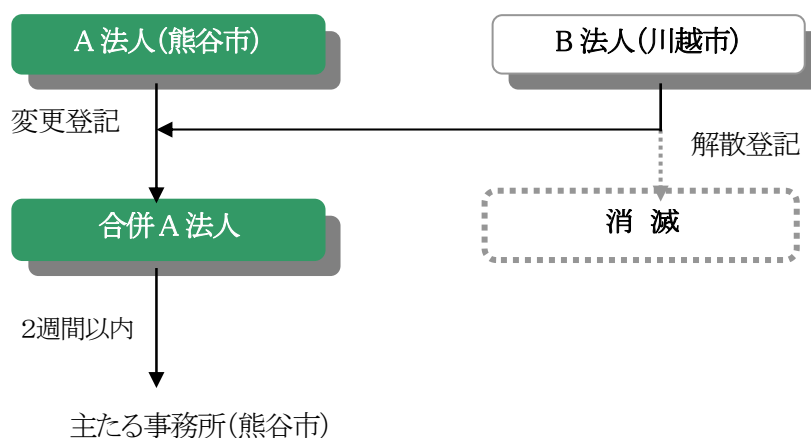 A法人(熊谷市)
B法人(川越市)
変更登記
解散登記
合併A法人
消 滅
2週間以内
主たる事務所(熊谷市)